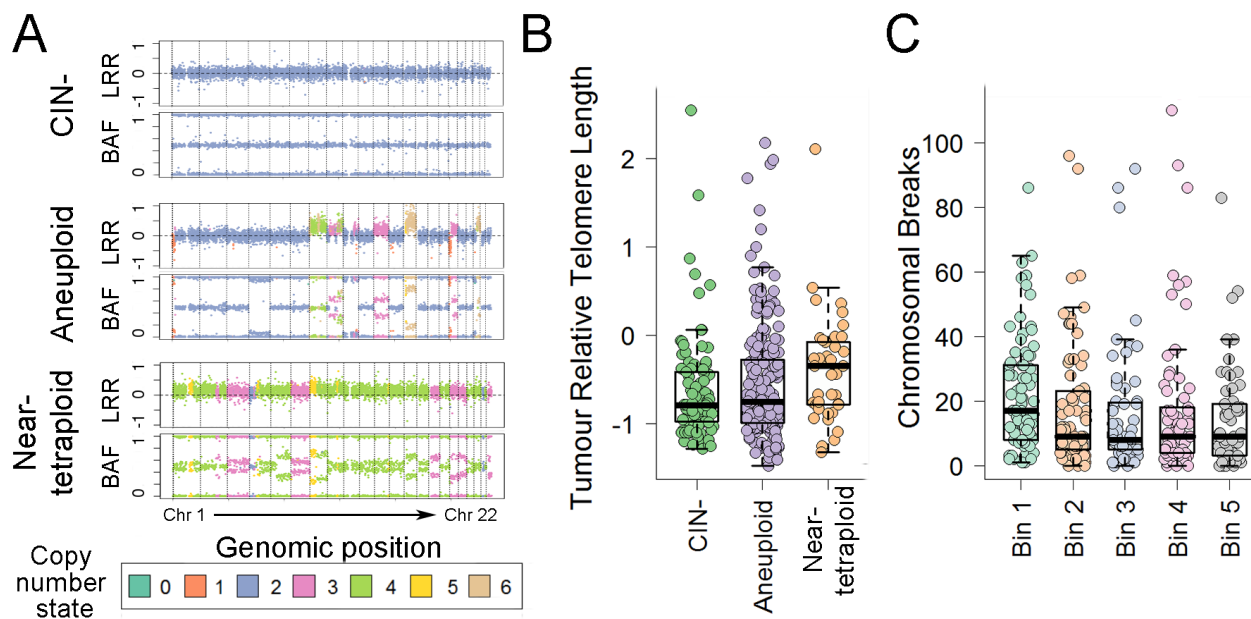 A
CIN-
LRR
1
0
-1
BAF
1
0
Aneuploid
LRR
1
0
-1
BAF
1
0
Near-
tetraploid
LRR
1
0
-1
BAF
1
0
Chr 1
Chr 22
Genomic position
Copy
number
state
0 1 2 3 4 5 6
B
Tumour Relative Telomere Length
2
1
0
-1
CIN-
Aneuploid
Near-
tetraploid
C
Chromosomal Breaks
100
80
60
40
20
0
Bin 1
Bin 2
Bin 3
Bin 4
Bin 5